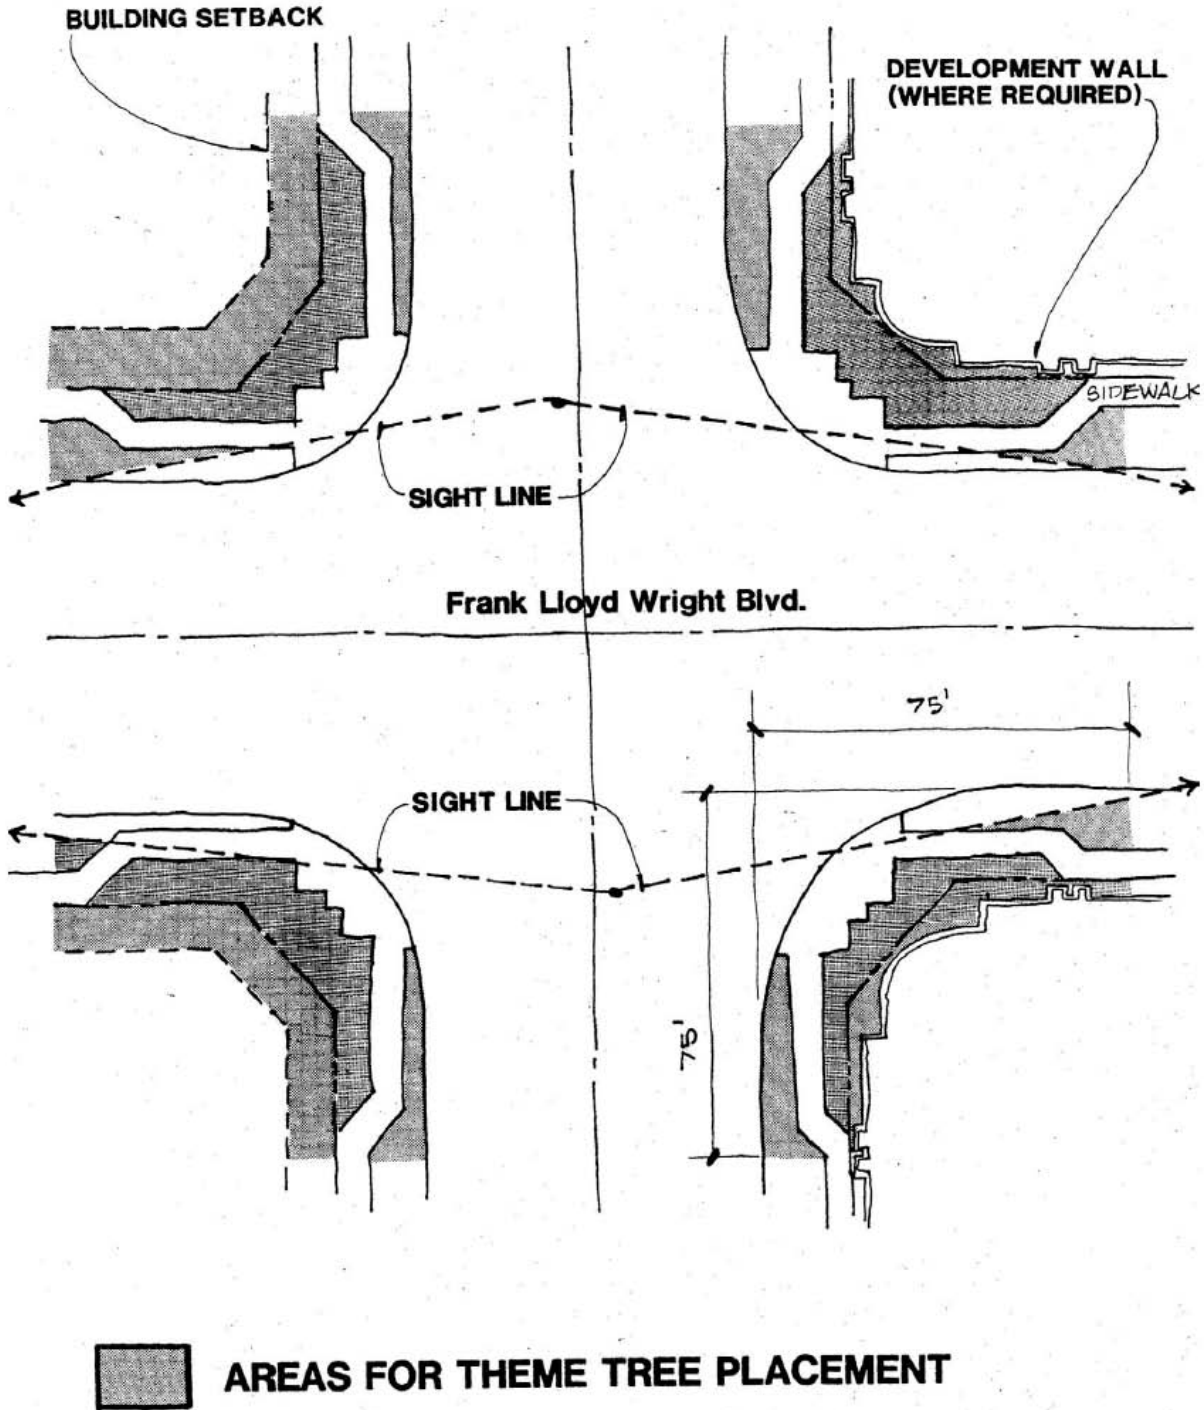 BUILDING SETBACK
DEVELOPMENT WALL
(WHERE REQUIRED)
SIDEWALK
SIGHT LINE
Frank Lloyd Wright Blvd.
75'
SIGHT LINE
75'
AREAS FOR THEME TREE PLACEMENT